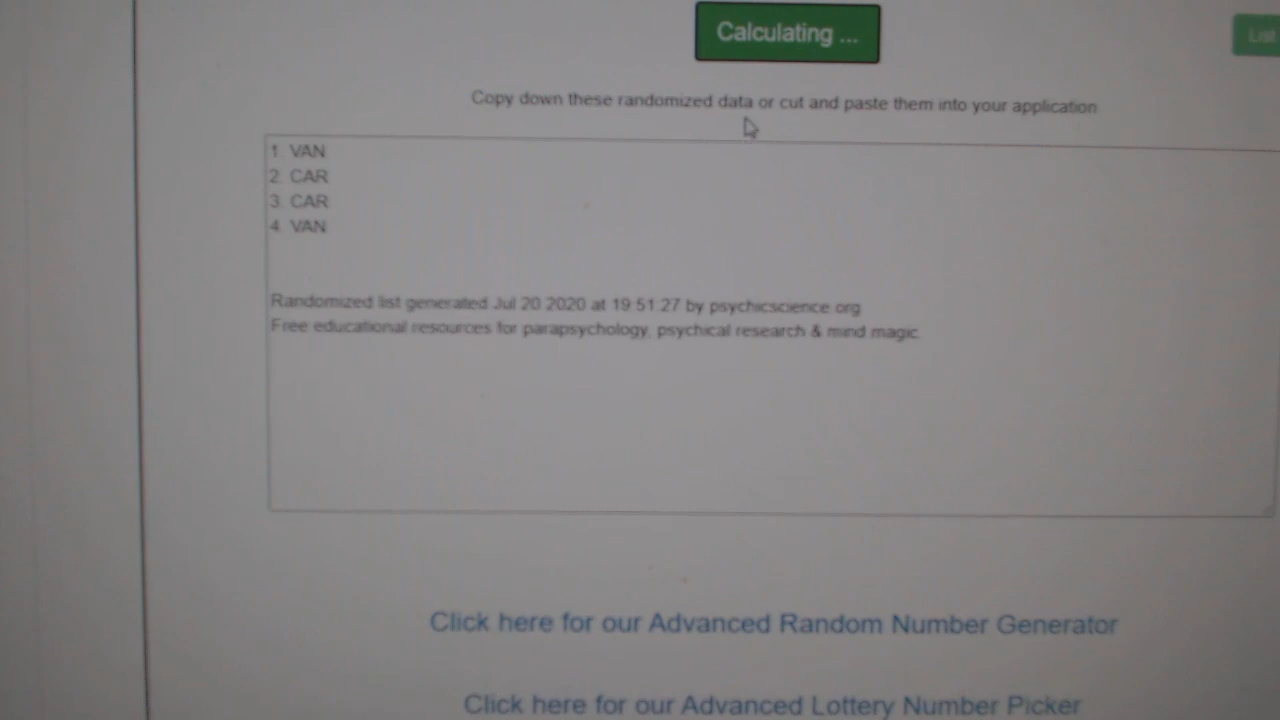 Calculating ...
List
Copy down these randomized data or cut and paste them into your application
1. VAN
2. CAR
3. CAR
4. VAN
Randomized list generated Jul 20 2020 at 19:51:27 by psychicscience.org
Free educational resources for parapsychology, psychical research & mind magic.
Click here for our Advanced Random Number Generator
Click here for our Advanced Lottery Number Picker